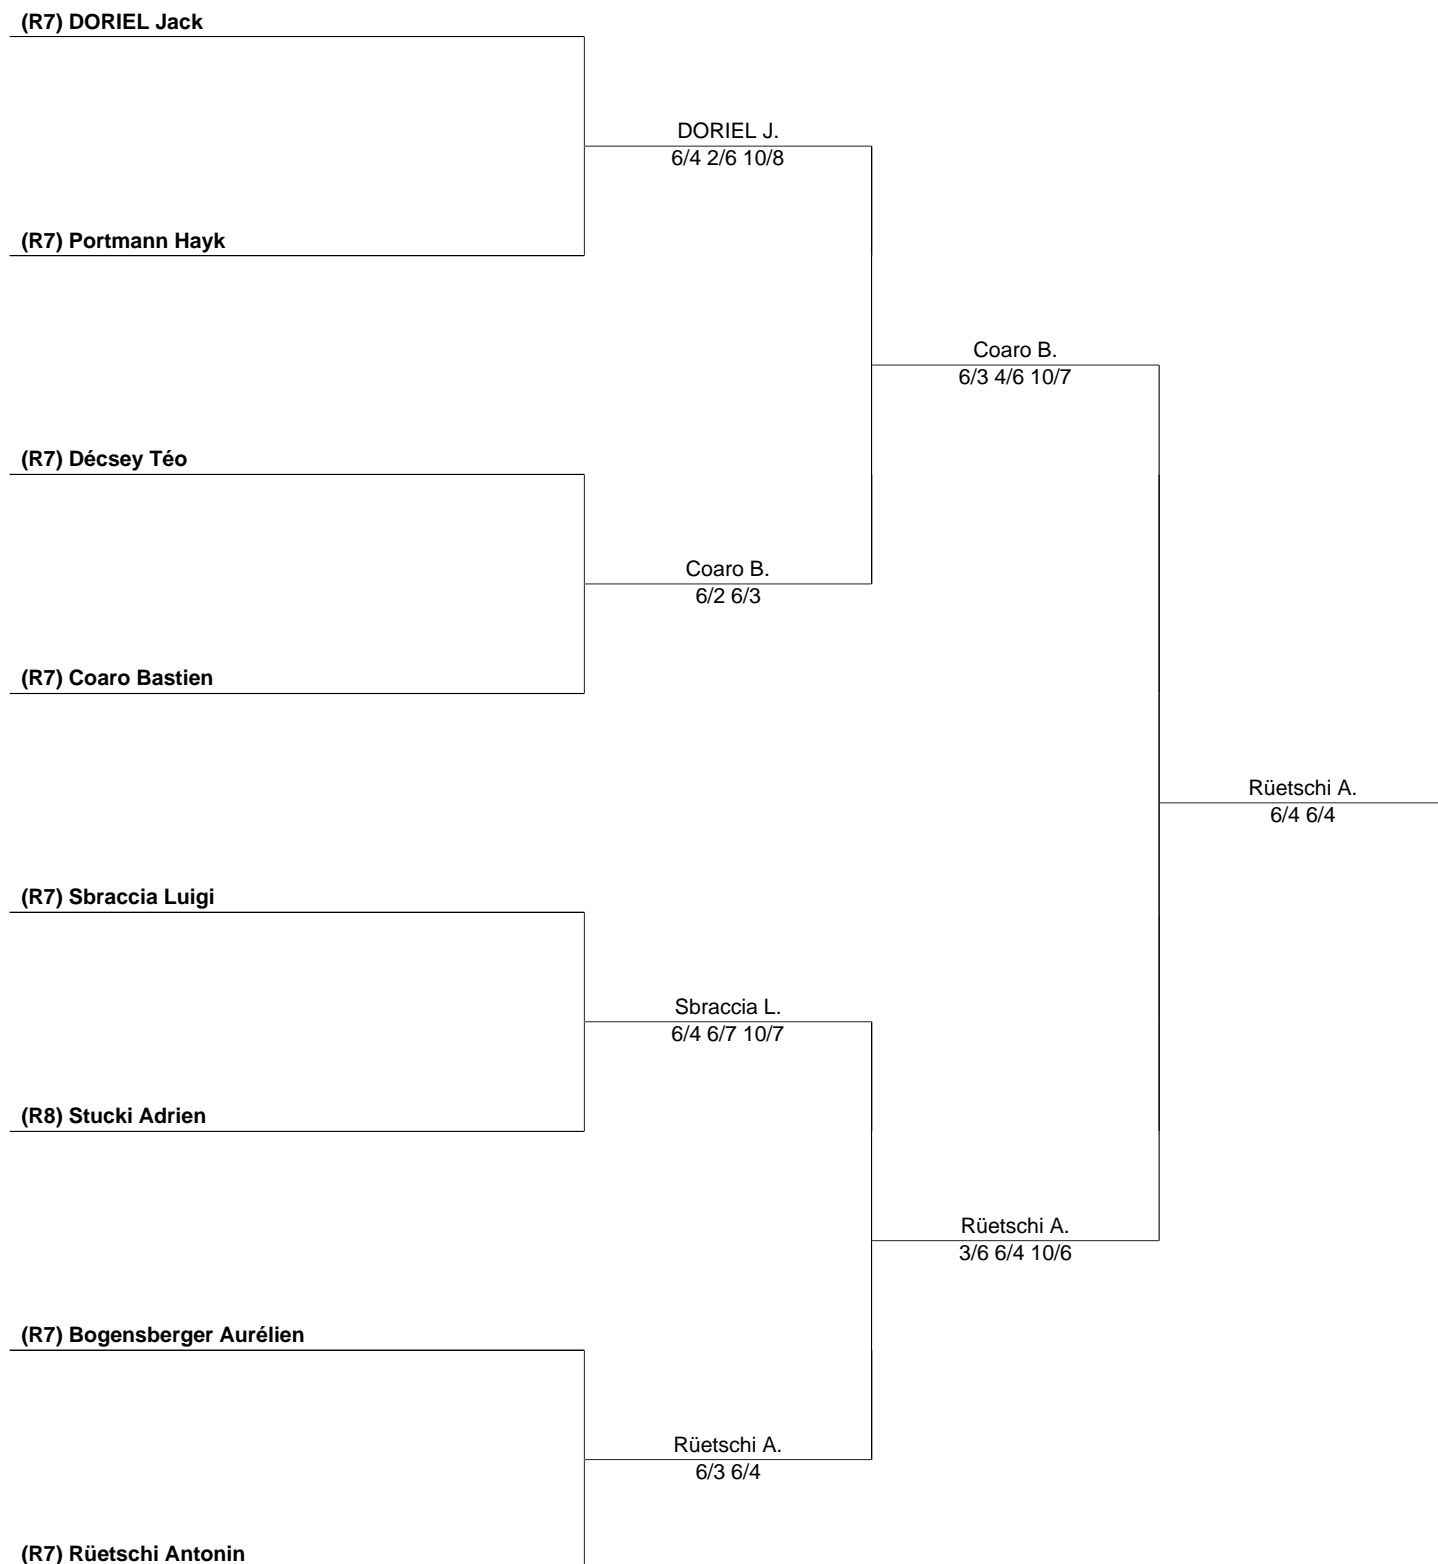 (R7) DORIEL Jack
DORIEL J.
6/4 2/6 10/8
(R7) Portmann Hayk
Coaro B.
6/3 4/6 10/7
(R7) Décsey Téo
Coaro B.
6/2 6/3
(R7) Coaro Bastien
Rüetschi A.
6/4 6/4
(R7) Sbraccia Luigi
Sbraccia L.
6/4 6/7 10/7
(R8) Stucki Adrien
Rüetschi A.
3/6 6/4 10/6
(R7) Bogensberger Aurélien
Rüetschi A.
6/3 6/4
(R7) Rüetschi Antonin